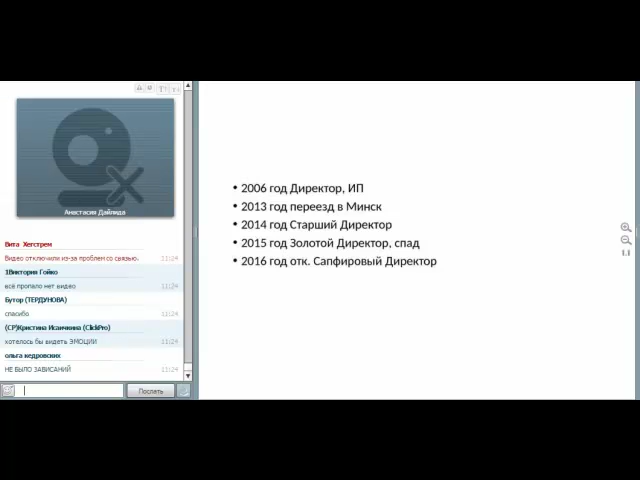 Анастасия Дайлида
Вита Хегстрем
Видео отключили из-за проблем со связью.
11:24
1Виктория Гойко
всё пропало нет видео
11:24
Бутор (ТЕРДУНОВА)
спасибо
11:24
(СР)Кристина Исаичкина (ClickPro)
хотелось бы видеть ЭМОЦИИ
11:24
ольга кедровских
НЕ БЫЛО ЗАВИСАНИЙ
11:24
Послать
• 2006 год Директор, ИП
• 2013 год переезд в Минск
• 2014 год Старший Директор
• 2015 год Золотой Директор, спад
• 2016 год отк. Сапфировый Директор
1:1